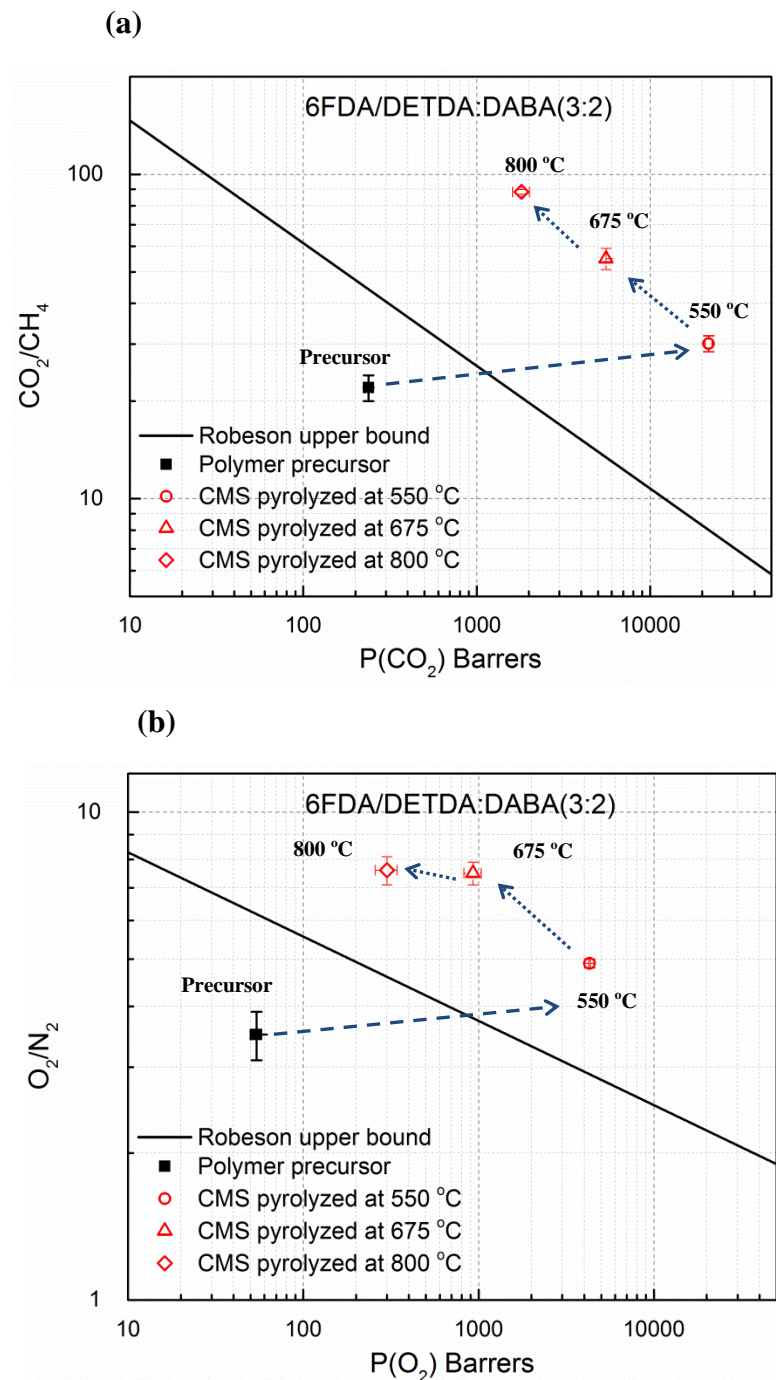 (a)
6FDA/DETDA:DABA(3:2)
800 °C
675 °C
550 °C
Precursor
Robeson upper bound
Polymer precursor
CMS pyrolyzed at 550 °C
CMS pyrolyzed at 675 °C
CMS pyrolyzed at 800 °C
100
10
CO₂/CH₄
10 100 1000 10000
P(CO₂) Barrers
(b)
6FDA/DETDA:DABA(3:2)
800 °C
675 °C
550 °C
Precursor
Robeson upper bound
Polymer precursor
CMS pyrolyzed at 550 °C
CMS pyrolyzed at 675 °C
CMS pyrolyzed at 800 °C
10
1
O₂/N₂
10 100 1000 10000
P(O₂) Barrers